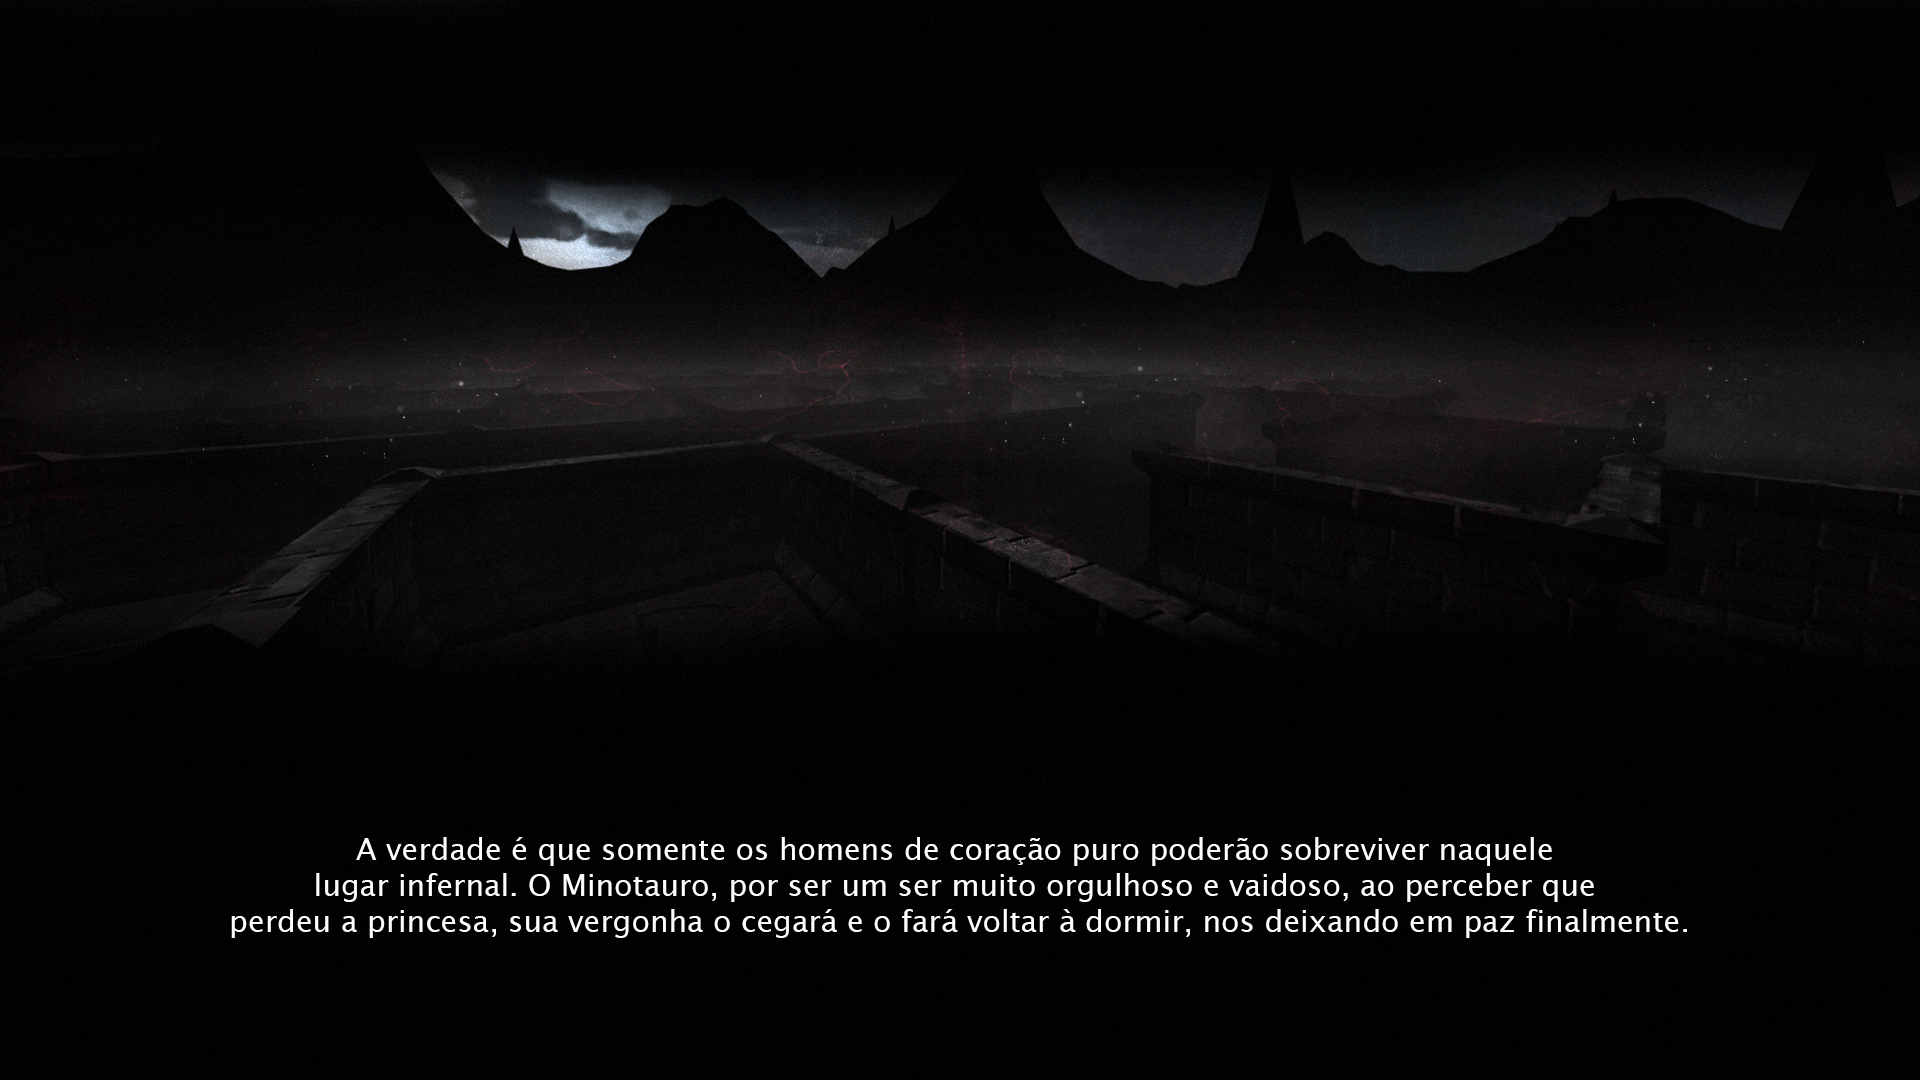 A verdade é que somente os homens de coração puro poderão sobreviver naquele
lugar infernal. O Minotauro, por ser um ser muito orgulhoso e vaidoso, ao perceber que
perdeu a princesa, sua vergonha o cegará e o fará voltar à dormir, nos deixando em paz finalmente.